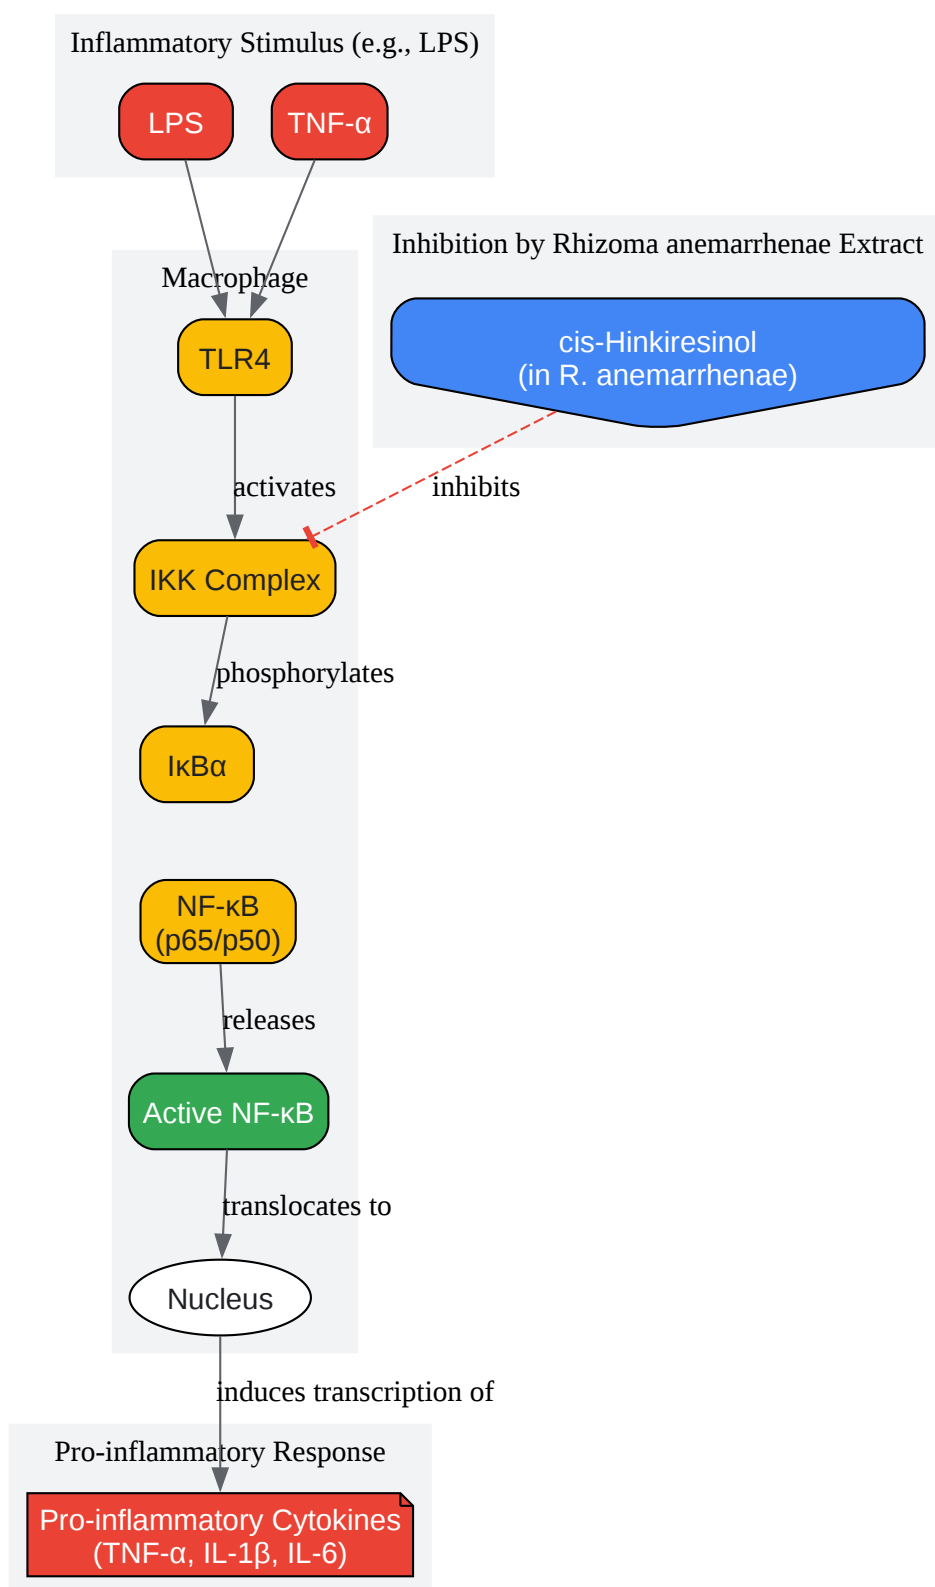 Inflammatory Stimulus (e.g., LPS)
LPS
TNF-α
Inhibition by Rhizoma anemarrhenae Extract
Macrophage
cis-Hinkiresinol
(in R. anemarrhenae)
TLR4
activates
inhibits
IKK Complex
phosphorylates
IκBα
NF-κB
(p65/p50)
releases
Active NF-κB
translocates to
Nucleus
induces transcription of
Pro-inflammatory Response
Pro-inflammatory Cytokines
(TNF-α, IL-1β, IL-6)